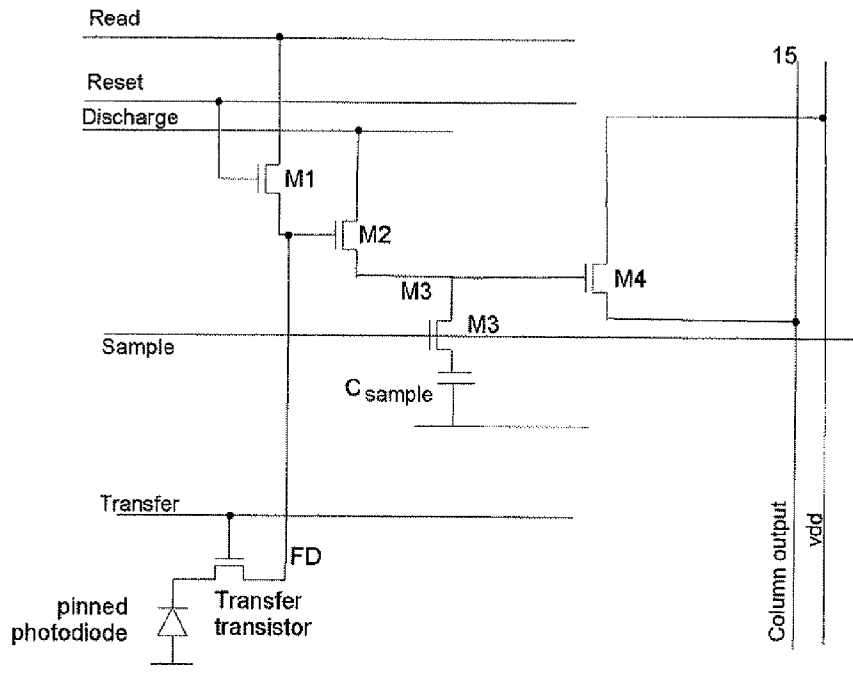 Read
15
Reset
Discharge
M1
M2
M4
M3
M3
Sample
C sample
Transfer
FD
Column output
vdd
pinned
photodiode
Transfer
transistor